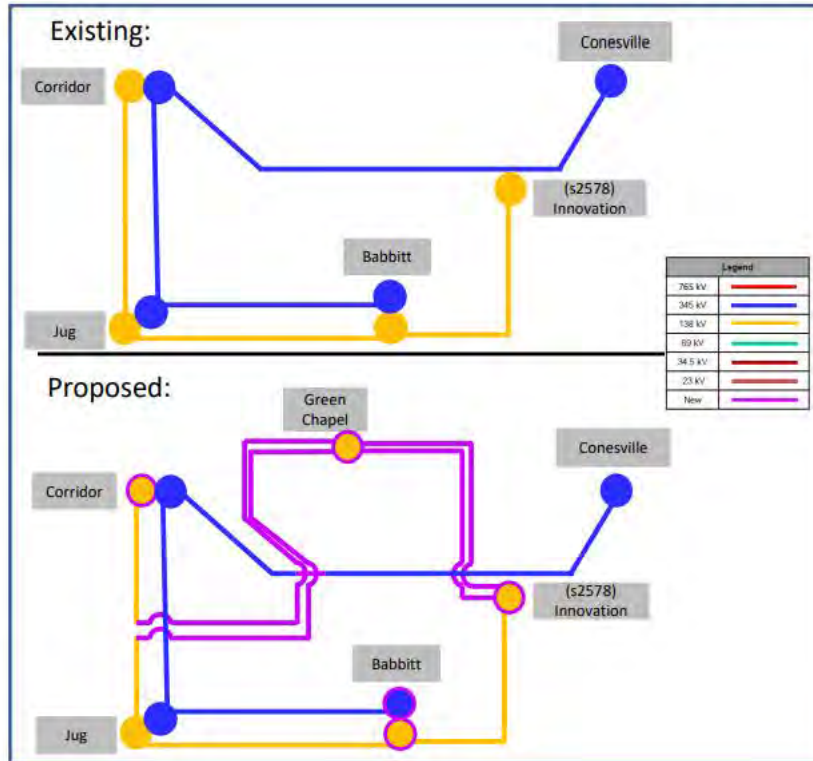 Existing:
Conesville
Corridor
(s2578)
Innovation
Babbitt
Jug
Legend
765 kV
345 kV
138 kV
69 kV
34.5 kV
23 kV
New
Proposed:
Green
Chapel
Conesville
Corridor
(s2578)
Innovation
Babbitt
Jug